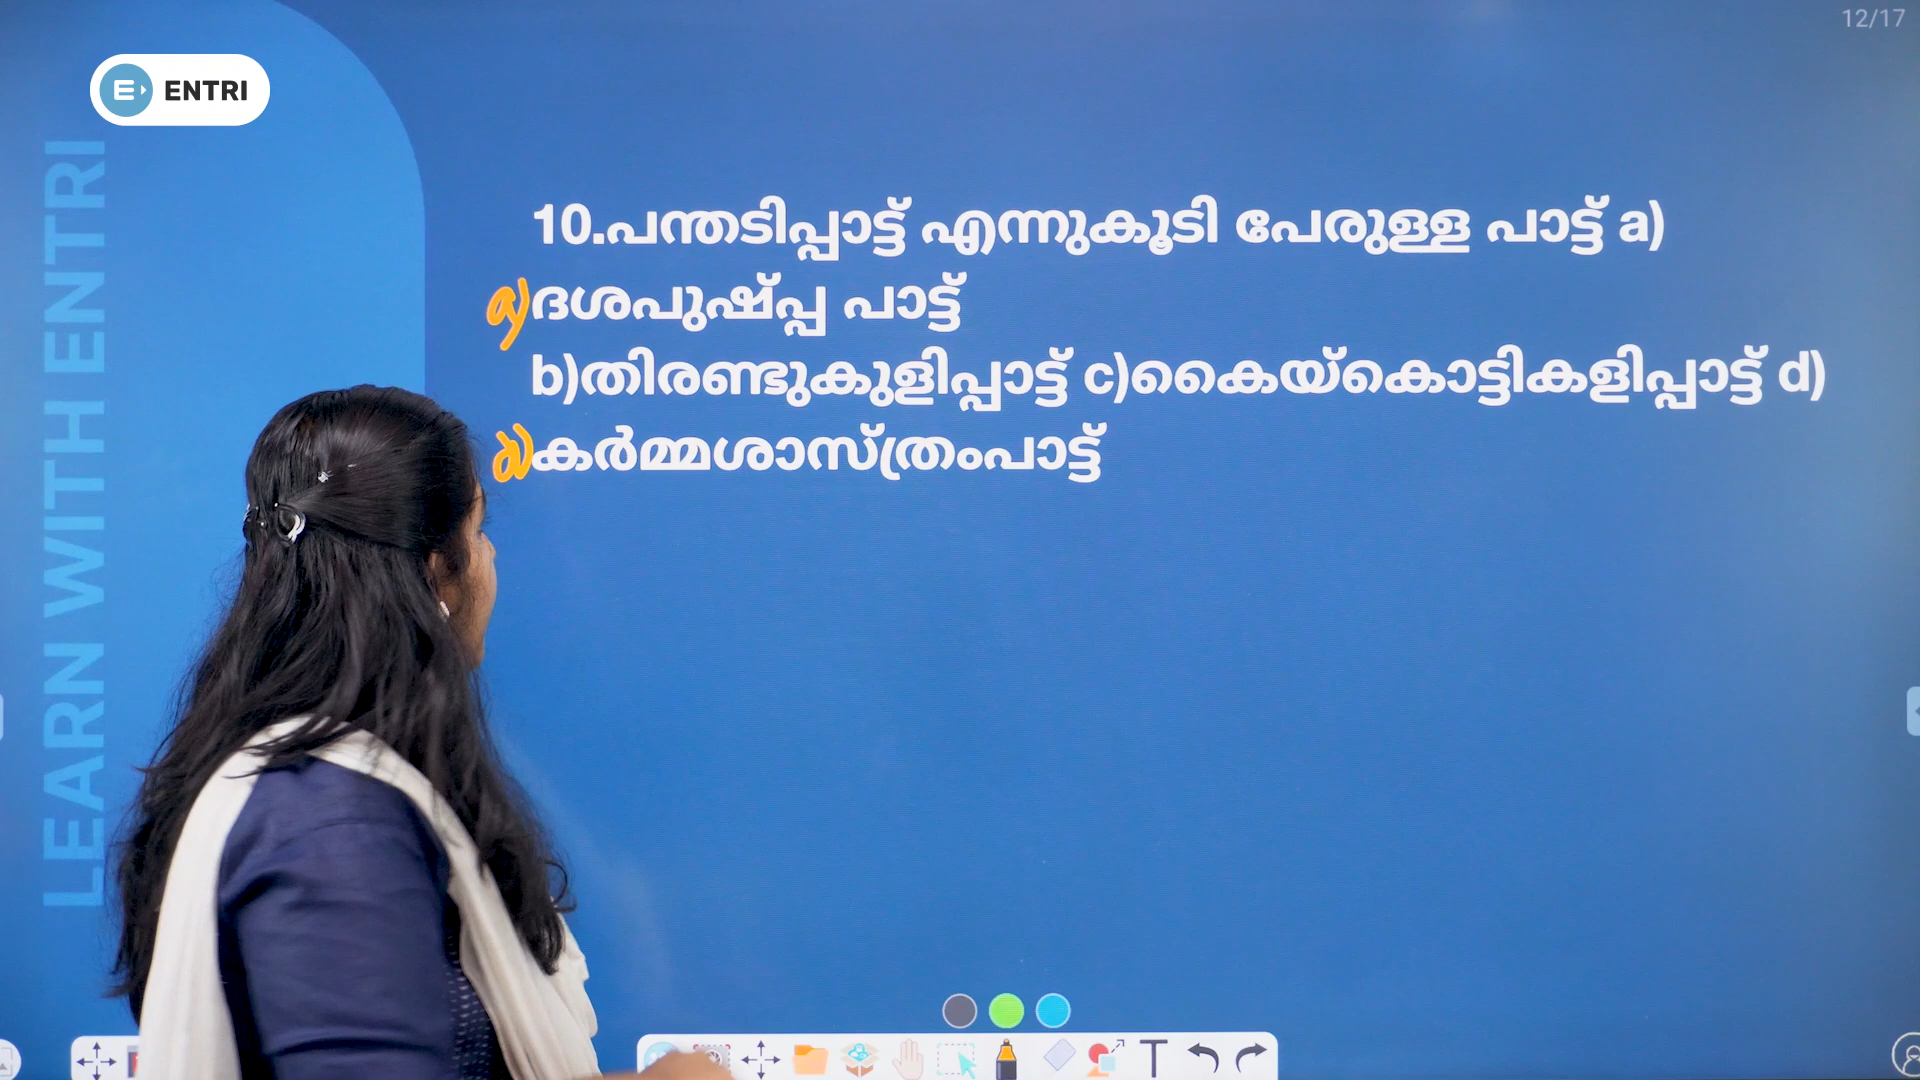 12/17
ENTRI
LEARN WITH ENTRI
10.പന്തടിപ്പാട്ട് എന്നുകൂടി പേരുള്ള പാട്ട് a)
a) ദശപുഷ്പ്പ പാട്ട്
b)തിരണ്ടുകുളിപ്പാട്ട് c)കൈയ്കൊട്ടികളിപ്പാട്ട് d)
d) കർമ്മശാസ്ത്രംപാട്ട്